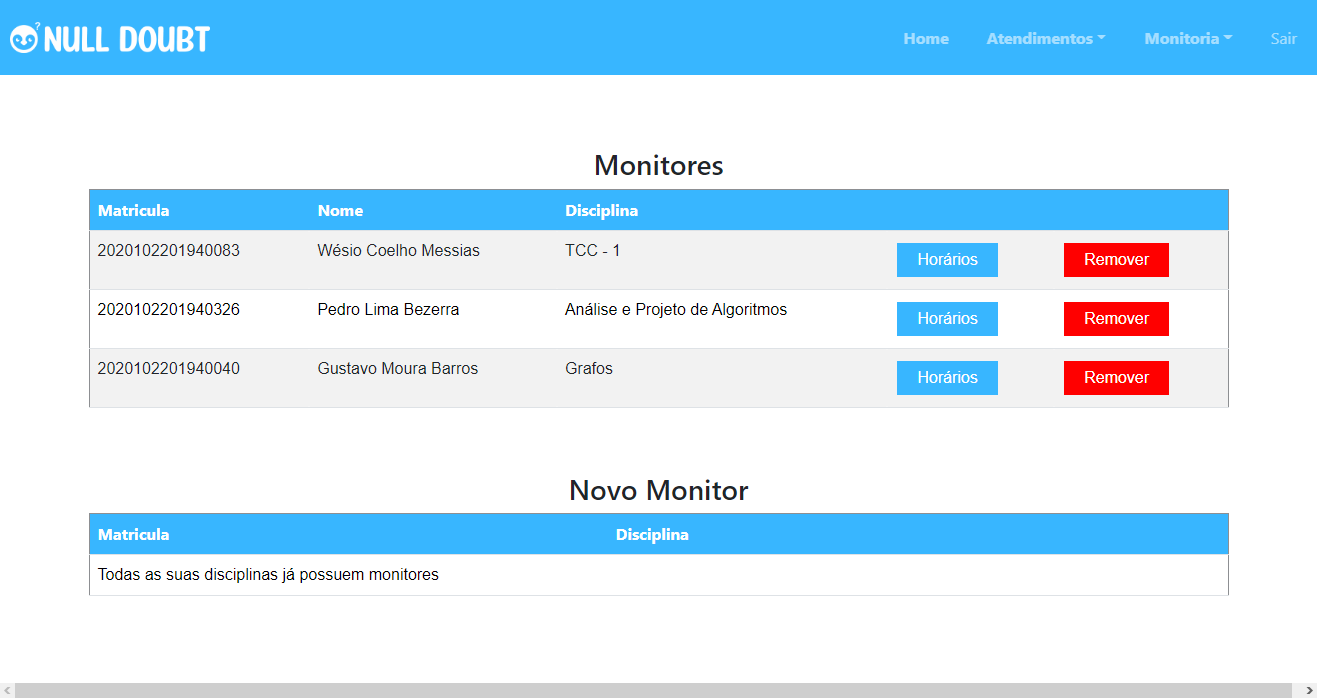 NULL DOUBT Home Atendimentos Monitoria Sair
Monitores
Matricula Nome Disciplina
2020102201940083 Wésio Coelho Messias TCC - 1 Horários Remover
2020102201940326 Pedro Lima Bezerra Análise e Projeto de Algoritmos Horários Remover
2020102201940040 Gustavo Moura Barros Grafos Horários Remover
Novo Monitor
Matricula Disciplina
Todas as suas disciplinas já possuem monitores